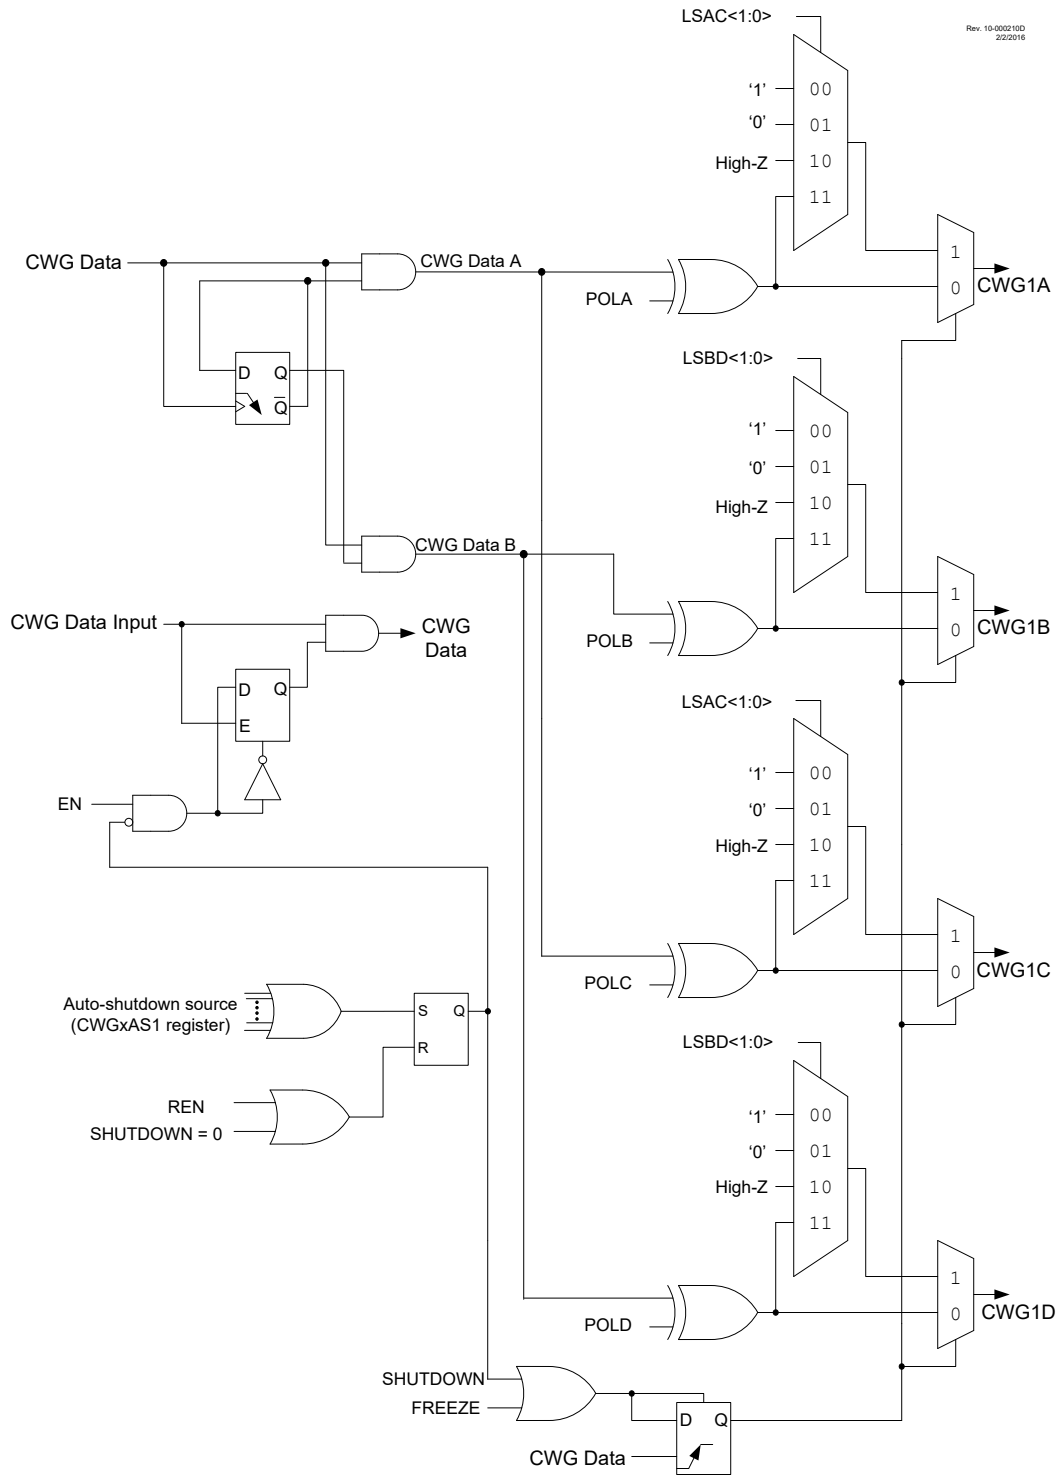 LSAC<1:0>
Rev. 10-000210D
2/2/2016
‘1’
00
‘0’
01
High-Z
10
11
CWG Data
CWG Data A
1
0
CWG1A
POLA
D
Q
Q̅
LSBD<1:0>
‘1’
00
‘0’
01
High-Z
10
11
CWG Data B
1
0
CWG1B
POLB
CWG Data Input
CWG
Data
D
Q
E
EN
LSAC<1:0>
‘1’
00
‘0’
01
High-Z
10
11
1
0
CWG1C
POLC
Auto-shutdown source
(CWGxAS1 register)
S
Q
R
REN
SHUTDOWN = 0
LSBD<1:0>
‘1’
00
‘0’
01
High-Z
10
11
1
0
CWG1D
POLD
SHUTDOWN
FREEZE
D
Q
CWG Data